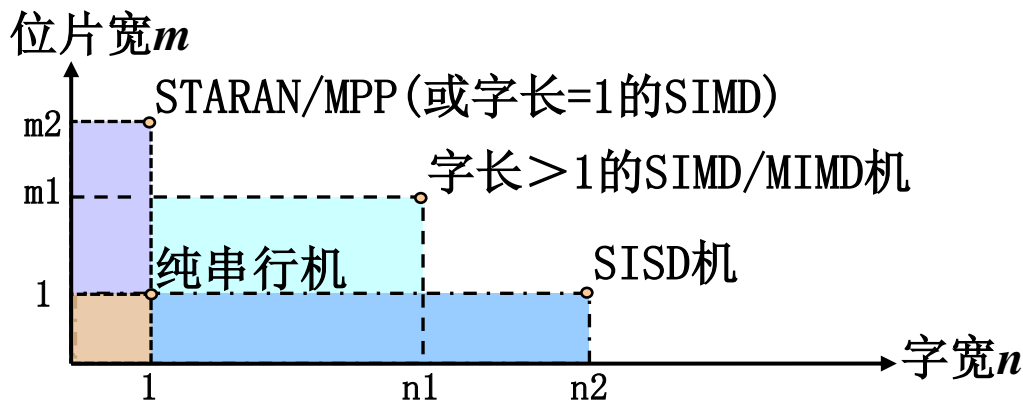 位片宽m
STARAN/MPP(或字长=1的SIMD)
m2
字长＞1的SIMD/MIMD机
m1
纯串行机
SISD机
1
字宽n
1
n1
n2